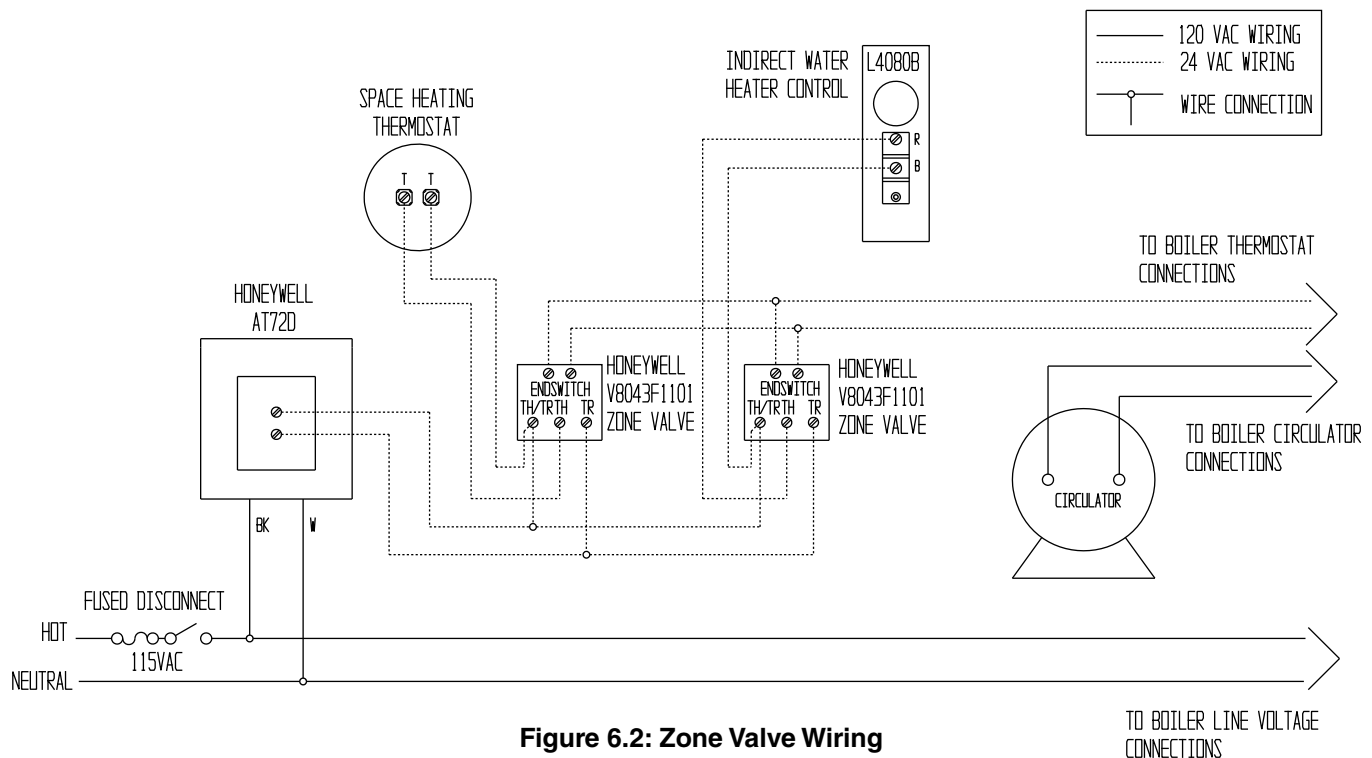 120 VAC WIRING
24 VAC WIRING
WIRE CONNECTION
INDIRECT WATER
HEATER CONTROL
L4080B
R
B
SPACE HEATING
THERMOSTAT
T T
TO BOILER THERMOSTAT
CONNECTIONS
HONEYWELL
AT72D
ENDSWITCH
TH/TR TH TR
HONEYWELL
V8043F1101
ZONE VALVE
ENDSWITCH
TH/TR TH TR
HONEYWELL
V8043F1101
ZONE VALVE
TO BOILER CIRCULATOR
CONNECTIONS
CIRCULATOR
BK
W
FUSED DISCONNECT
HOT
115VAC
NEUTRAL
TO BOILER LINE VOLTAGE
CONNECTIONS
Figure 6.2: Zone Valve Wiring